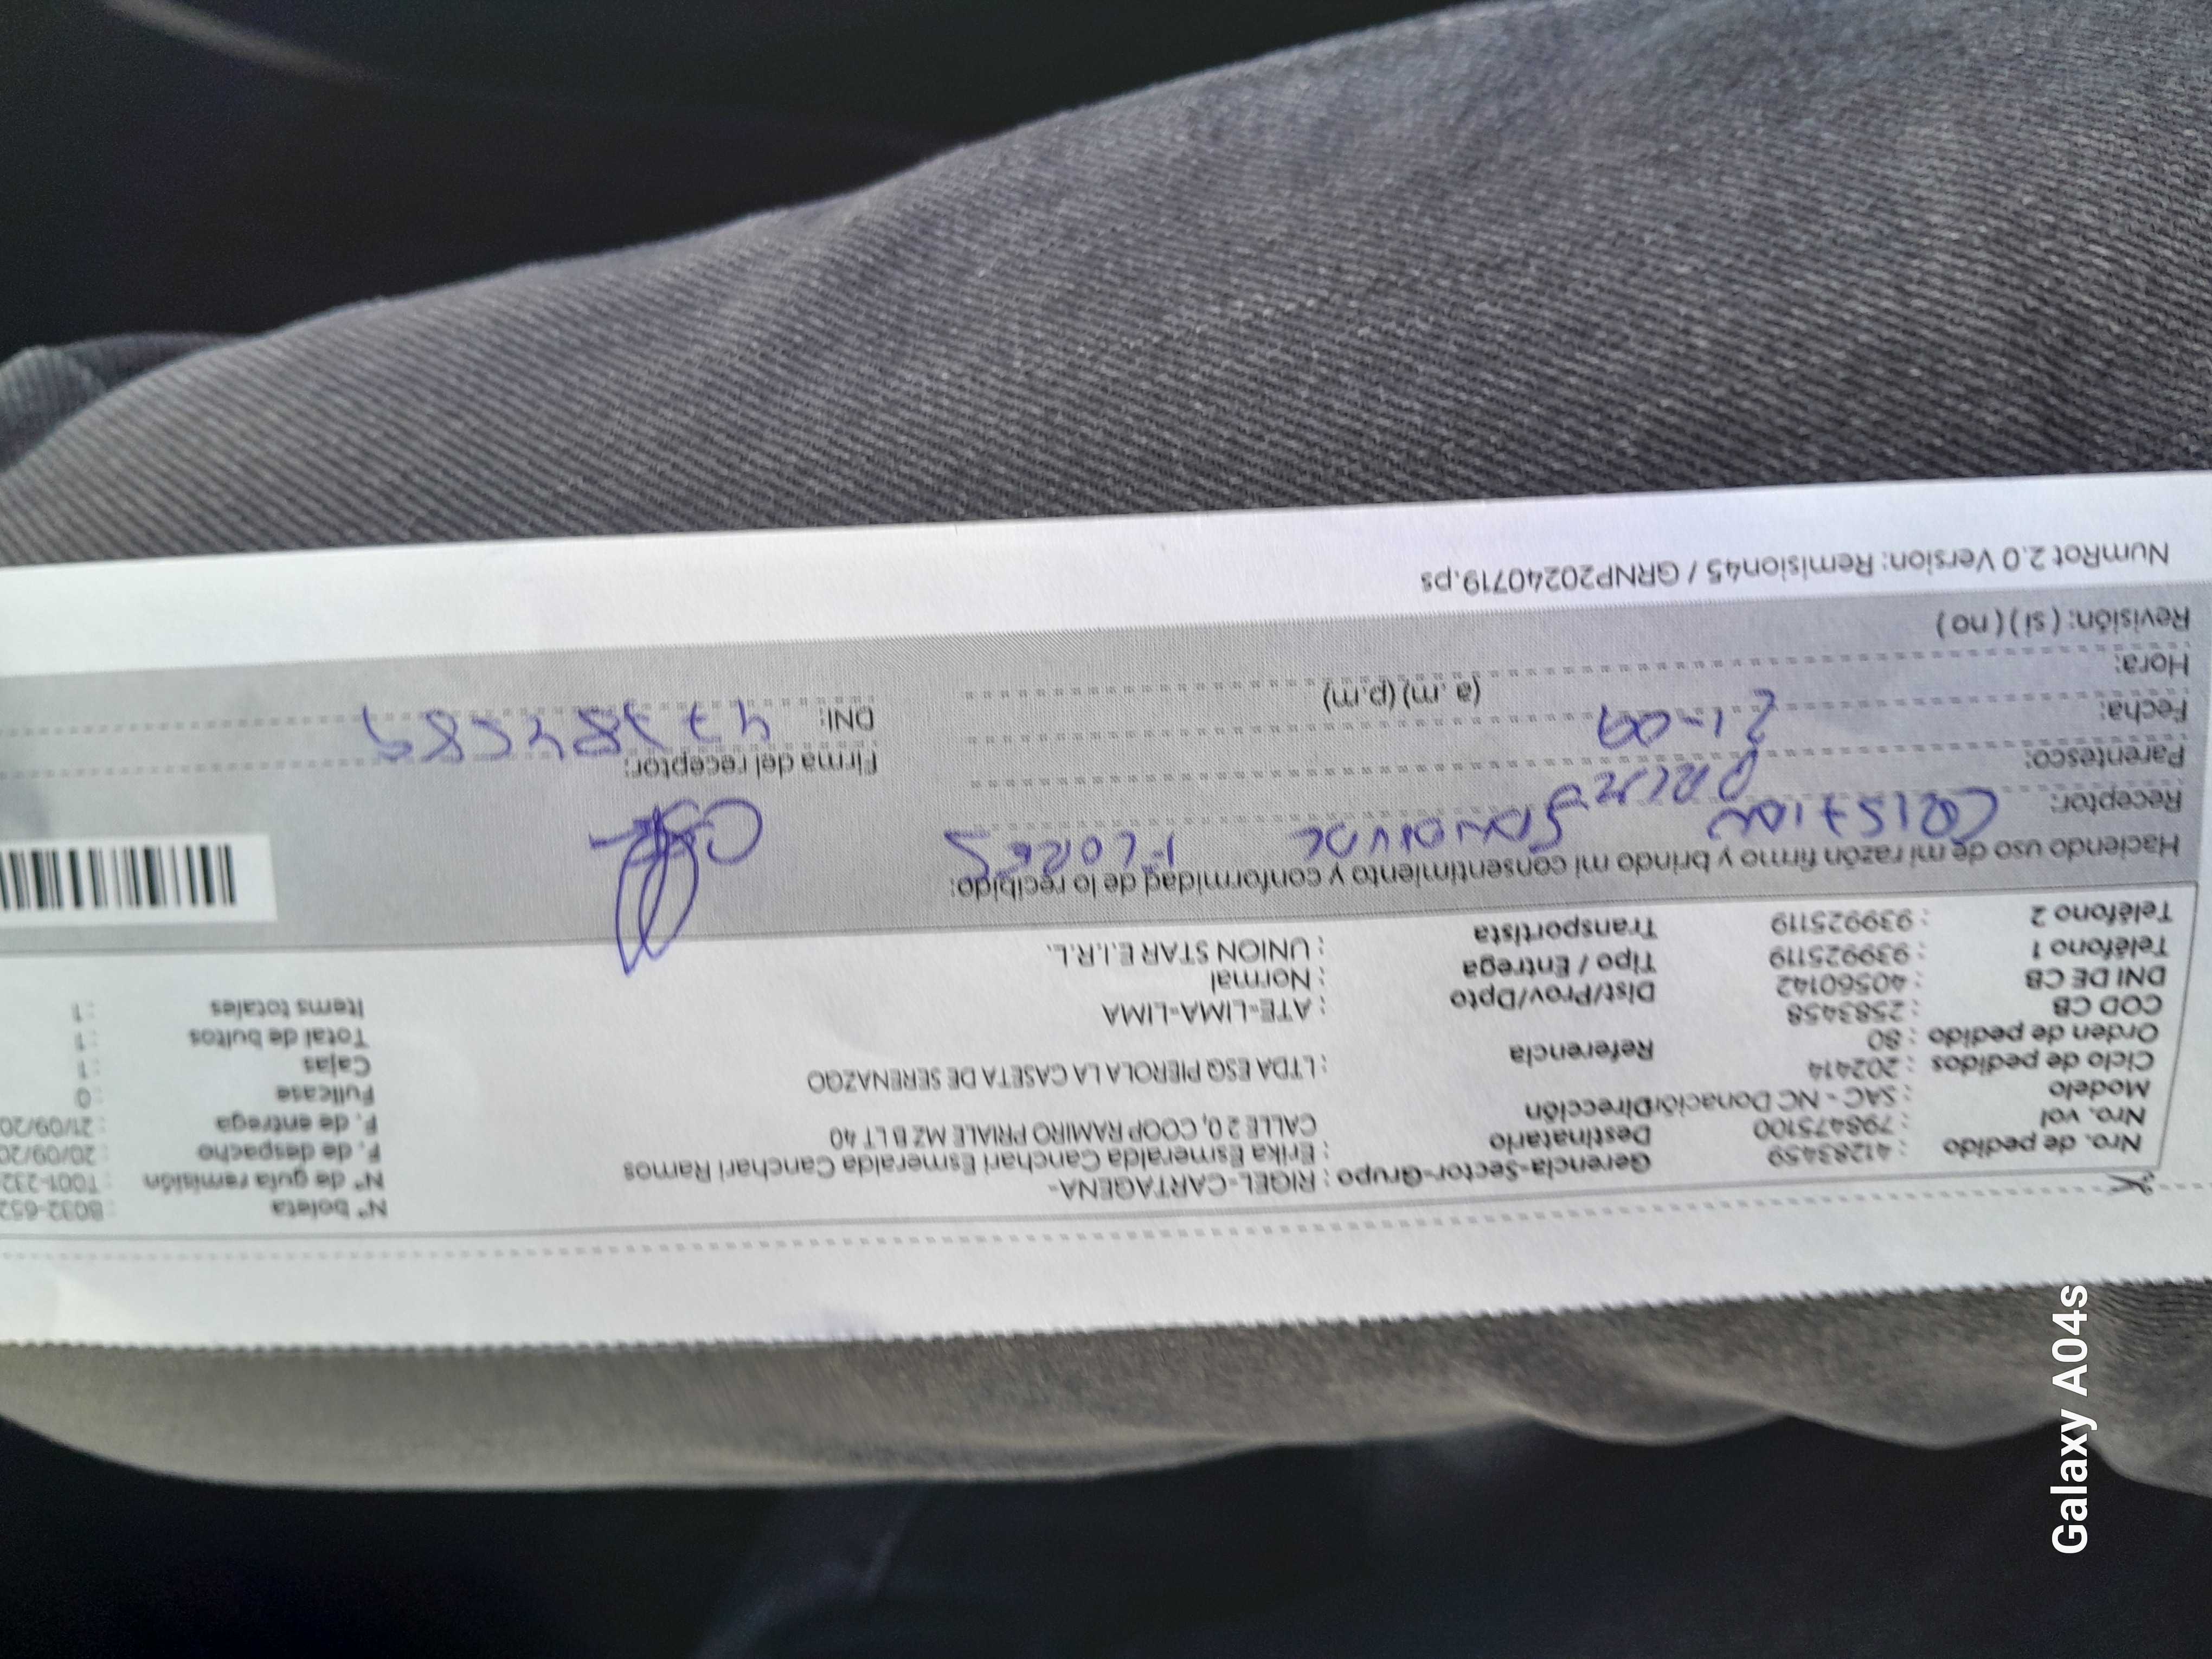 Nro. de pedido : 41283459 Gerencia-Sector-Grupo : RIGEL-CARTAGENA- N° boleta : B032-652
Nro. vol : 798475100 Destinatario : Erika Esmeralda Canchari Esmeralda Canchari Ramos N° de guía remisión : T001-232
Modelo : SAC - NC Donación Dirección CALLE 2 0, COOP RAMIRO PRIALE MZ B LT 40 F. de despacho : 20/09/20
Ciclo de pedidos : 202414 : LTDA ESQ PIEROLA LA CASETA DE SERENAZGO F. de entrega : 21/09/20
Orden de pedido : 80 Referencia Fullcase : 0
COD CB : 2583458 Cajas : 1
DNI DE CB : 40560142 Dist/Prov/Dpto : ATE-LIMA-LIMA Total de bultos : 1
Teléfono 1 : 939925119 Tipo / Entrega : Normal Items totales : 1
Teléfono 2 : 939925119 Transportista : UNION STAR E.I.R.L.
Haciendo uso de mi razón firmo y brindo mi consentimiento y conformidad de lo recibido:
Receptor: CRISTIAN SANDIVAL FLORES
Parentesco: Firma del receptor:
Fecha: 21-09 DNI:
Hora: (a.m) (p.m)
Revisión: ( si ) ( no )
NumRot 2.0 Version: Remision45 / GRNP20240719.ps
Galaxy A04s